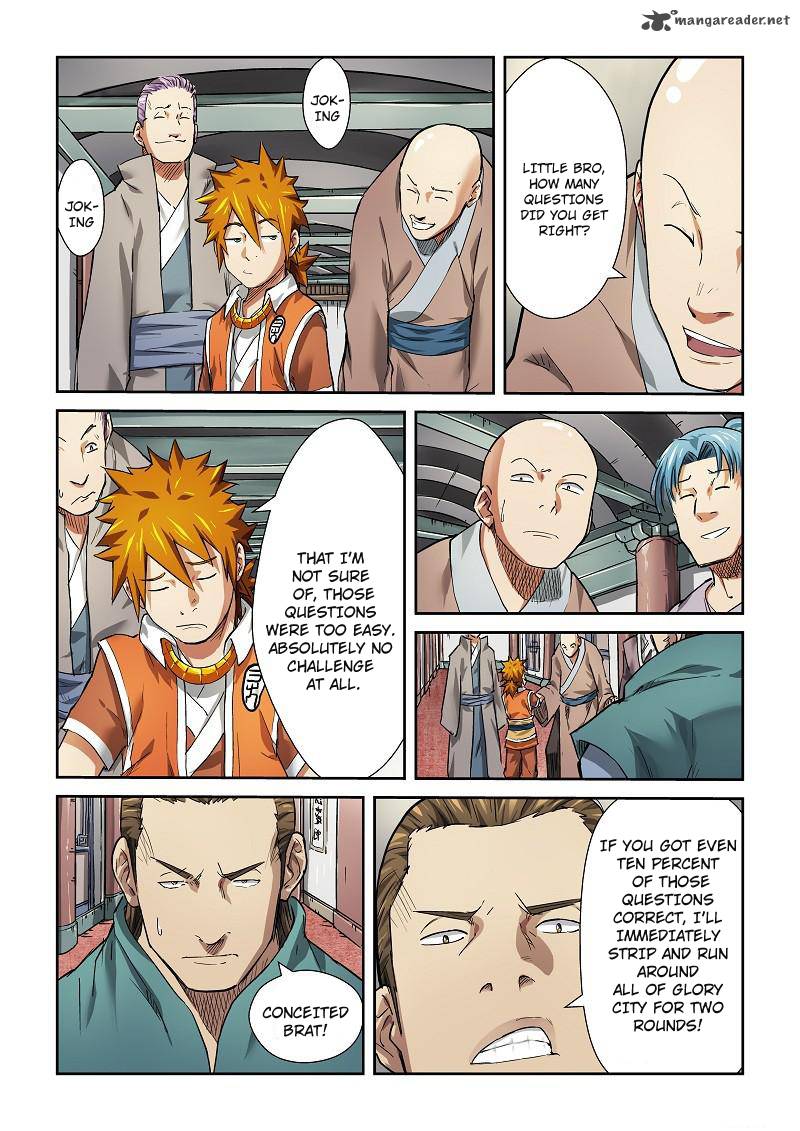 mangareader.net
JOK-
ING
JOK-
ING
LITTLE BRO,
HOW MANY
QUESTIONS
DID YOU GET
RIGHT?
THAT I'M
NOT SURE
OF, THOSE
QUESTIONS
WERE TOO EASY.
ABSOLUTELY NO
CHALLENGE
AT ALL.
CONCEITED
BRAT!
IF YOU GOT EVEN
TEN PERCENT
OF THOSE
QUESTIONS
CORRECT, I'LL
IMMEDIATELY
STRIP AND RUN
AROUND
ALL OF GLORY
CITY FOR TWO
ROUNDS!